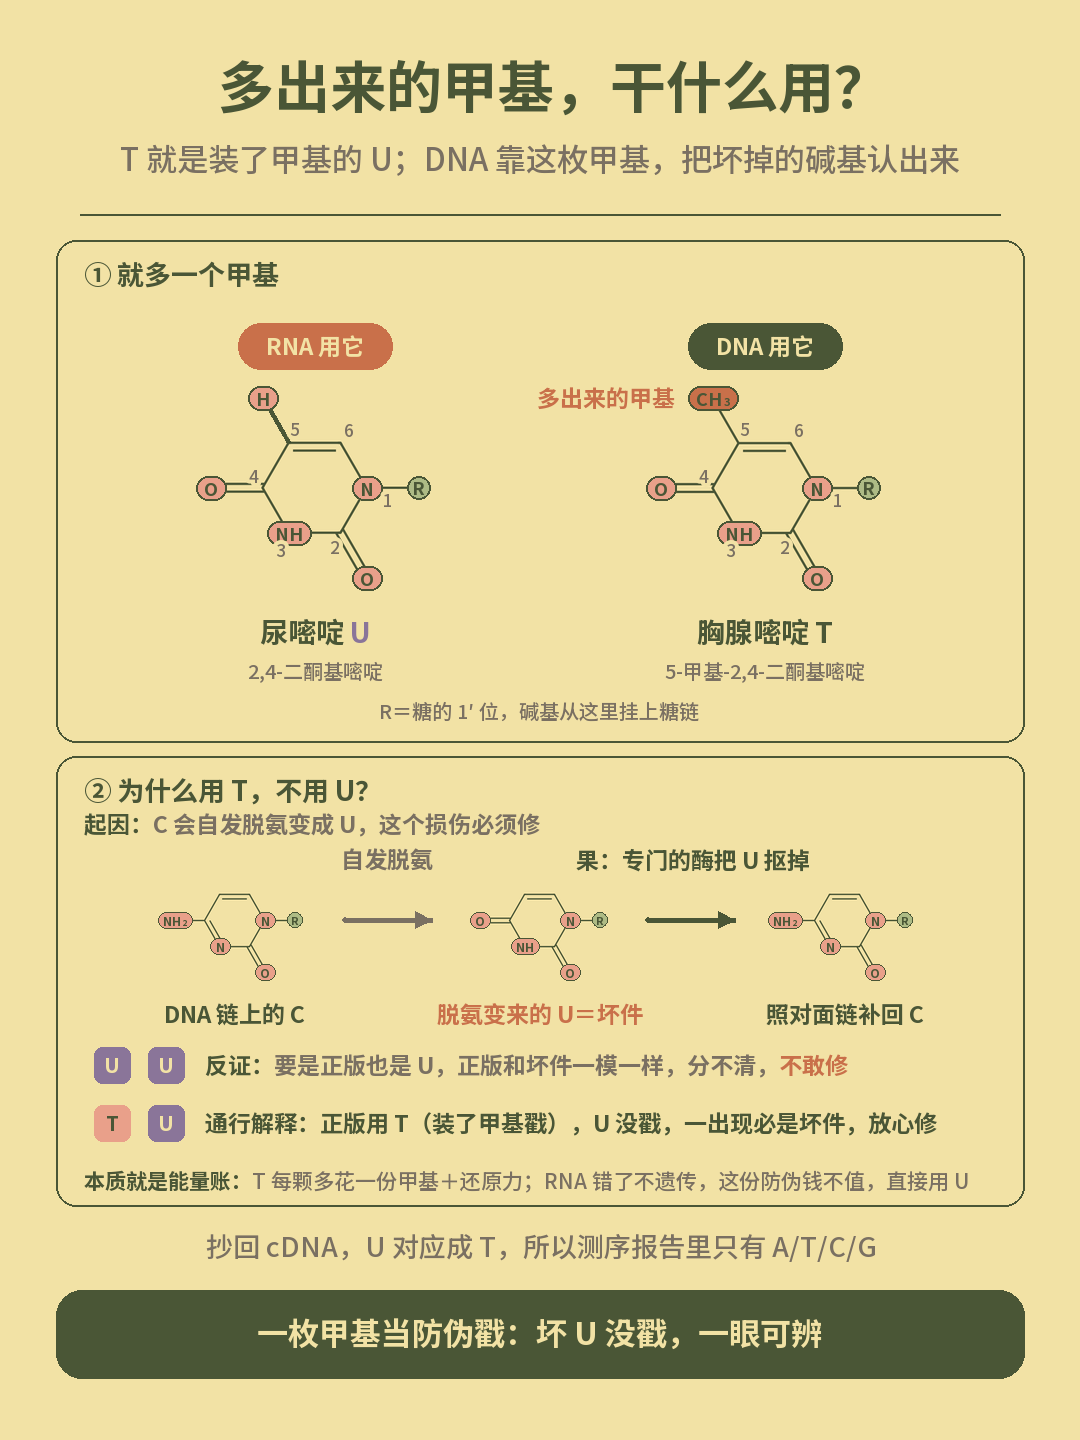 多出来的甲基，干什么用？
T 就是装了甲基的 U；DNA 靠这枚甲基，把坏掉的碱基认出来
① 就多一个甲基
RNA 用它
DNA 用它
H
5
6
4
O
N
R
1
NH
3
2
O
多出来的甲基
CH₃
5
6
4
O
N
R
1
NH
3
2
O
尿嘧啶 U
胸腺嘧啶 T
2,4-二酮基嘧啶
5-甲基-2,4-二酮基嘧啶
R＝糖的 1′ 位，碱基从这里挂上糖链
② 为什么用 T，不用 U？
起因：C 会自发脱氨变成 U，这个损伤必须修
自发脱氨
果：专门的酶把 U 抠掉
NH₂
N
R
N
O
O
N
R
NH
O
NH₂
N
R
N
O
DNA 链上的 C
脱氨变来的 U＝坏件
照对面链补回 C
U U 反证：要是正版也是 U，正版和坏件一模一样，分不清，不敢修
T U 通行解释：正版用 T（装了甲基戳），U 没戳，一出现必是坏件，放心修
本质就是能量账：T 每颗多花一份甲基＋还原力；RNA 错了不遗传，这份防伪钱不值，直接用 U
抄回 cDNA，U 对应成 T，所以测序报告里只有 A/T/C/G
一枚甲基当防伪戳：坏 U 没戳，一眼可辨